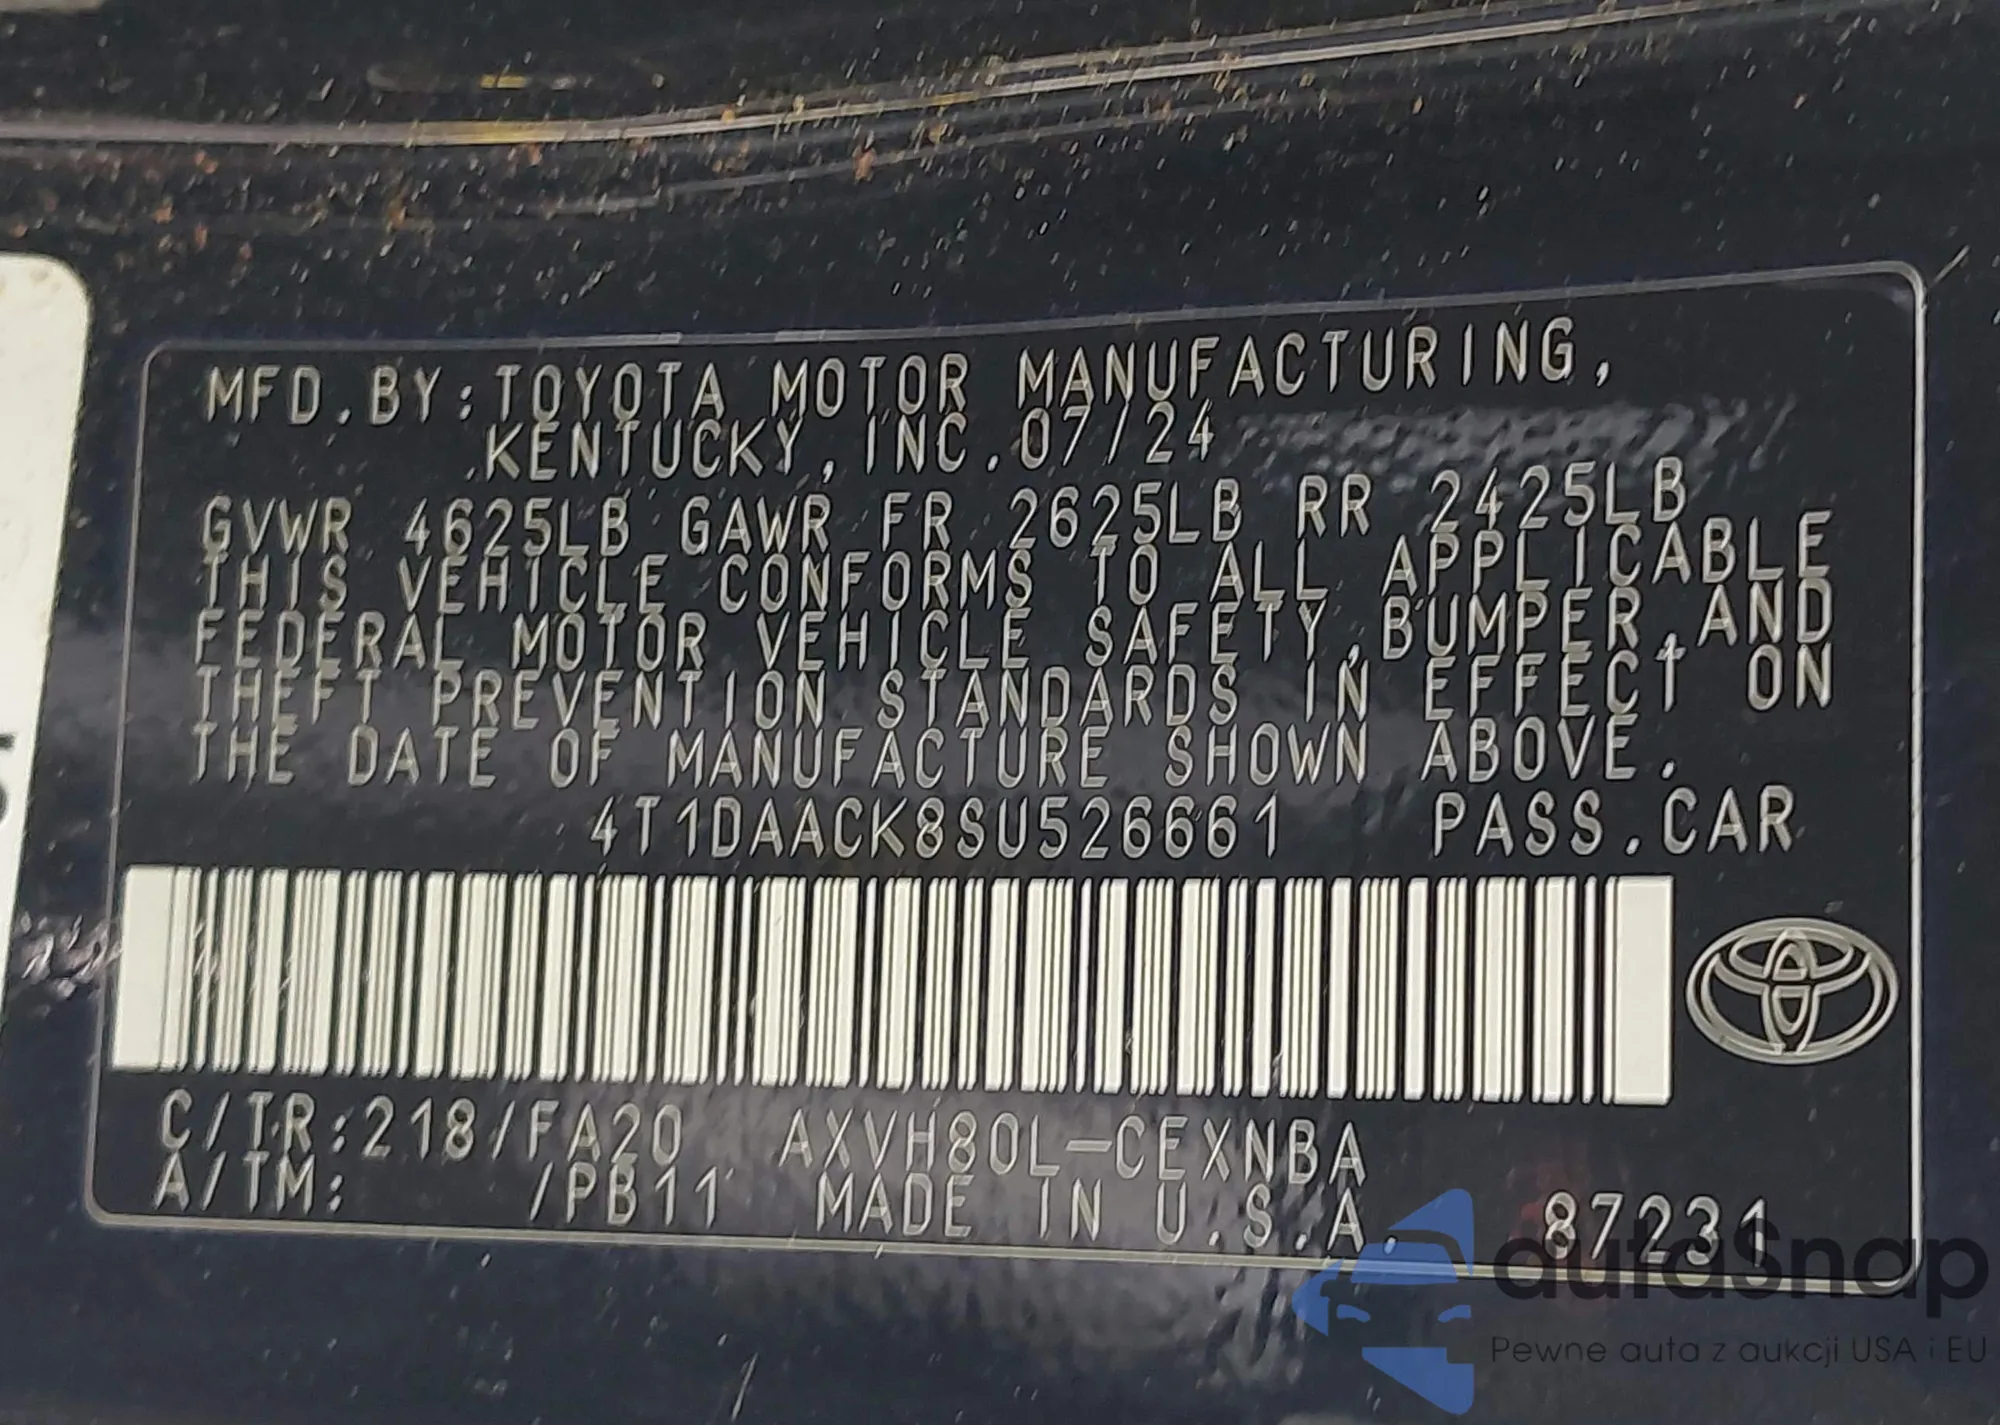 MFD.BY:TOYOTA MOTOR MANUFACTURING,
KENTUCKY,INC.07/24
GVWR 4625LB GAWR FR 2625LB RR 2425LB
THIS VEHICLE CONFORMS TO ALL APPLICABLE
FEDERAL MOTOR VEHICLE SAFETY,BUMPER,AND
THEFT PREVENTION STANDARDS IN EFFECT ON
THE DATE OF MANUFACTURE SHOWN ABOVE.
4T1DAACK8SU526661 PASS.CAR
C/TR:218/FA20 AXVH80L-CEXNBA
A/TM: /PB11 MADE IN U.S.A. 87231
autaSnap
Pewne auta z aukcji USA i EU